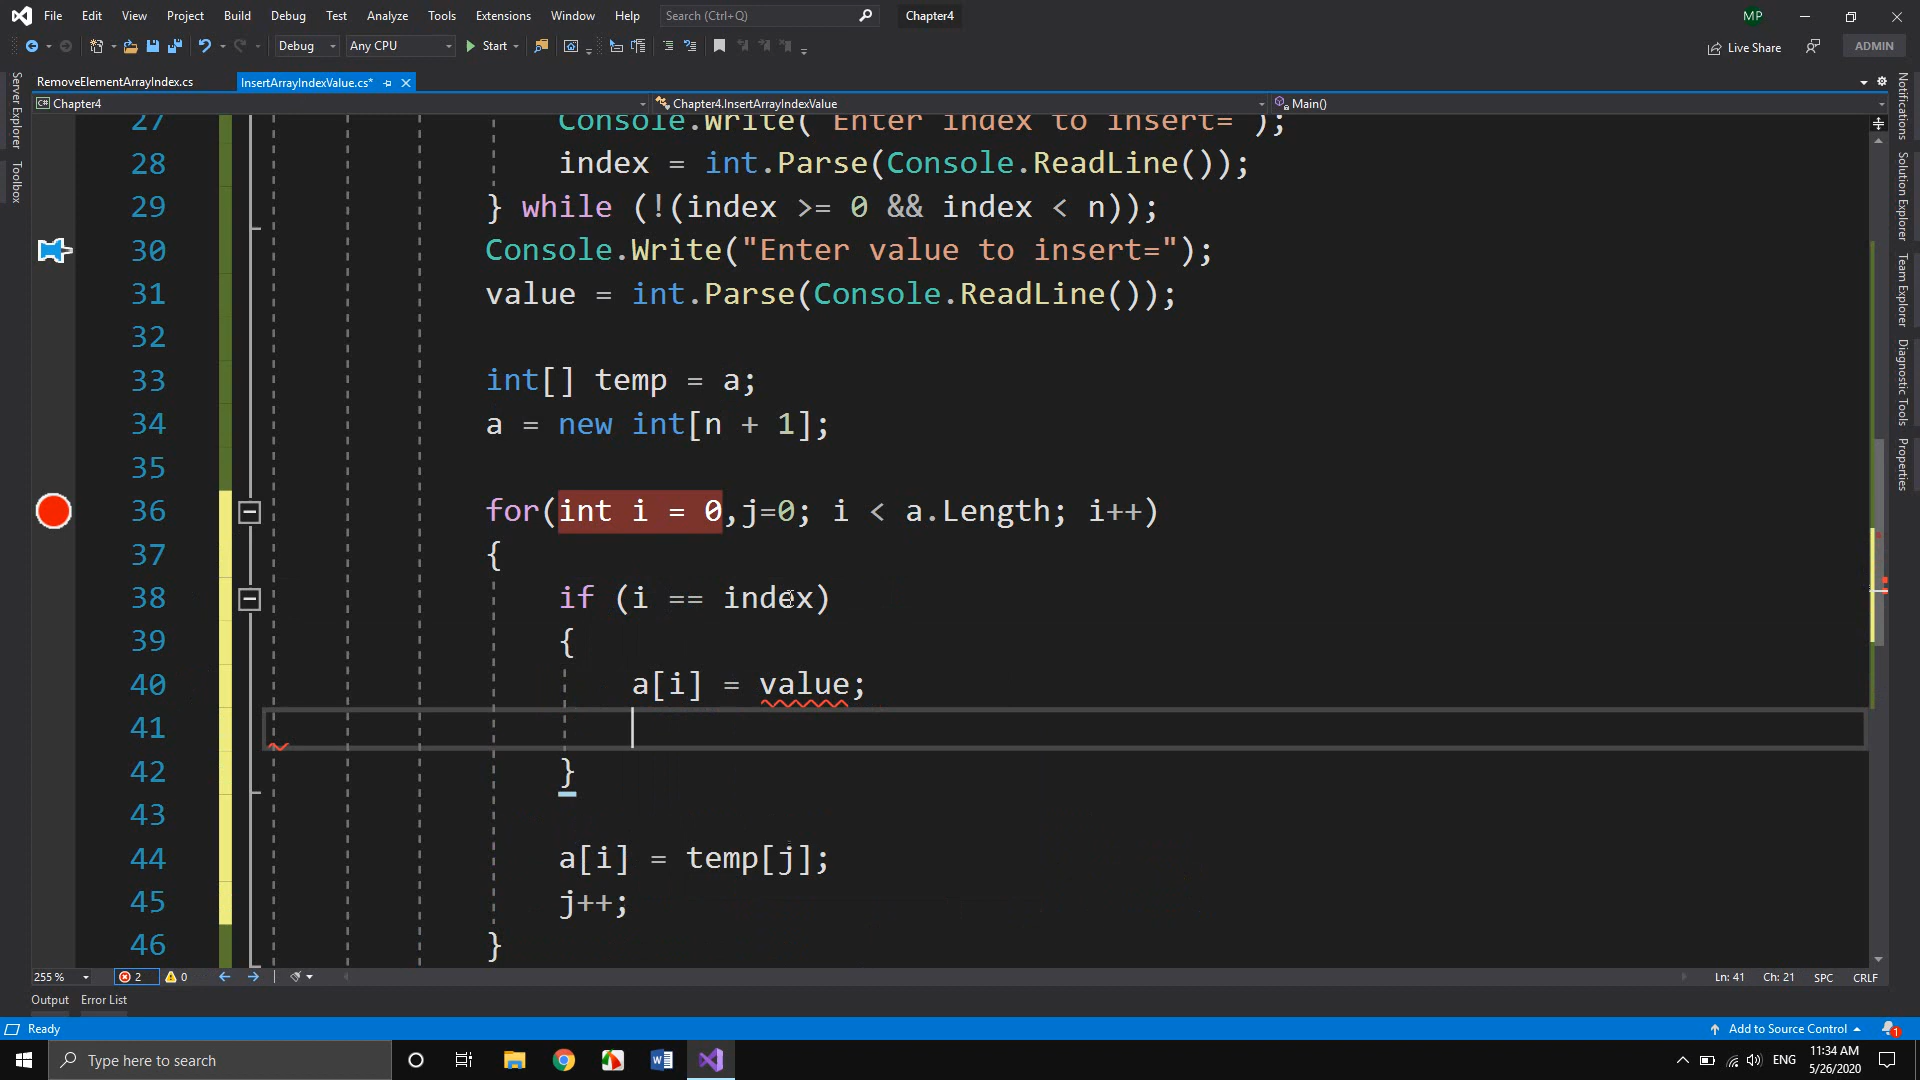 File Edit View Project Build Debug Test Analyze Tools Extensions Window Help Search (Ctrl+Q) Chapter4 MP
Debug Any CPU Start Live Share ADMIN
RemoveElementArrayIndex.cs InsertArrayIndexValue.cs*
Chapter4 Chapter4.InsertArrayIndexValue Main()
27 Console.Write("Enter index to insert=");
28 index = int.Parse(Console.ReadLine());
29 } while (!(index >= 0 && index < n));
30 Console.Write("Enter value to insert=");
31 value = int.Parse(Console.ReadLine());
32
33 int[] temp = a;
34 a = new int[n + 1];
35
36 for(int i = 0,j=0; i < a.Length; i++)
37 {
38 if (i == index)
39 {
40 a[i] = value;
41
42 }
43
44 a[i] = temp[j];
45 j++;
46 }
Server Explorer
Toolbox
Notifications
Solution Explorer
Team Explorer
Diagnostic Tools
Properties
255 % 2 0 Ln: 41 Ch: 21 SPC CRLF
Output Error List
Ready Add to Source Control 1
Type here to search ENG 11:34 AM
5/26/2020